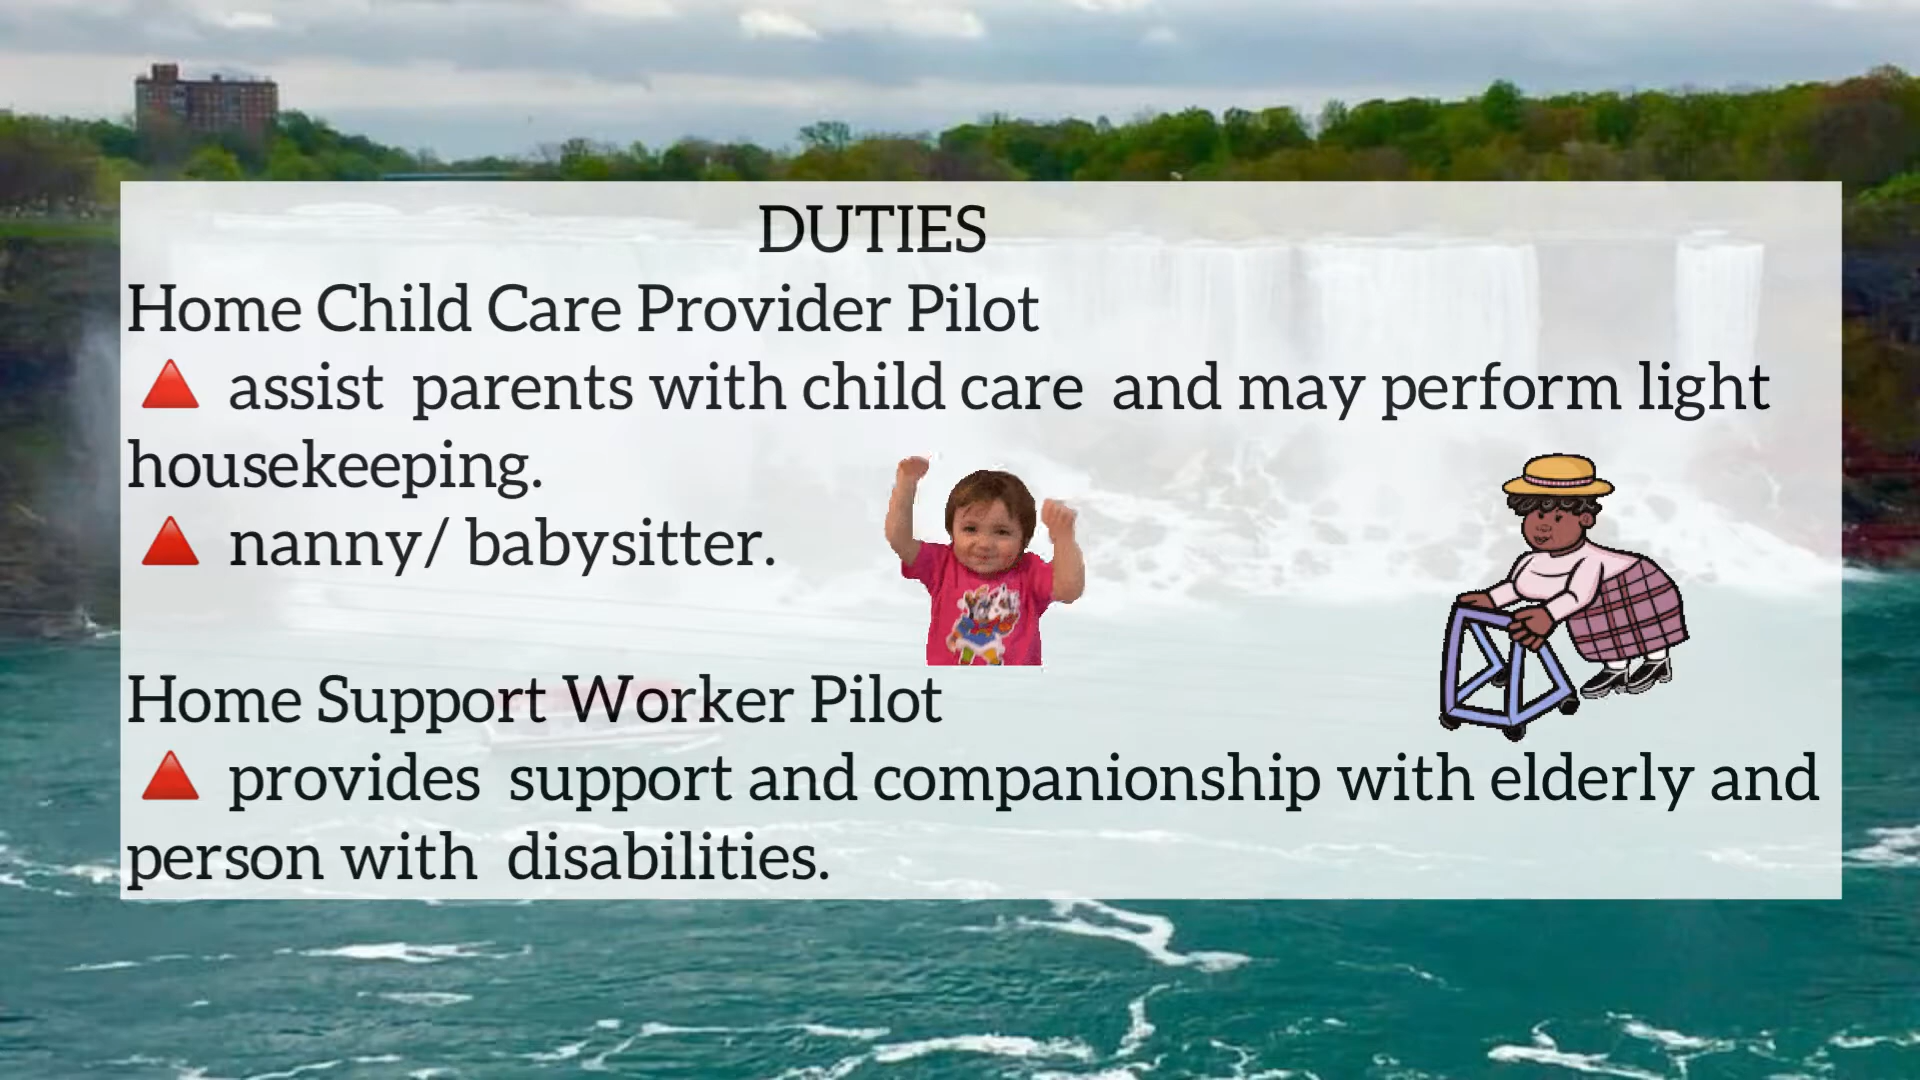 DUTIES
Home Child Care Provider Pilot
🔺 assist parents with child care and may perform light
housekeeping.
🔺 nanny/ babysitter.
Home Support Worker Pilot
🔺 provides support and companionship with elderly and
person with disabilities.